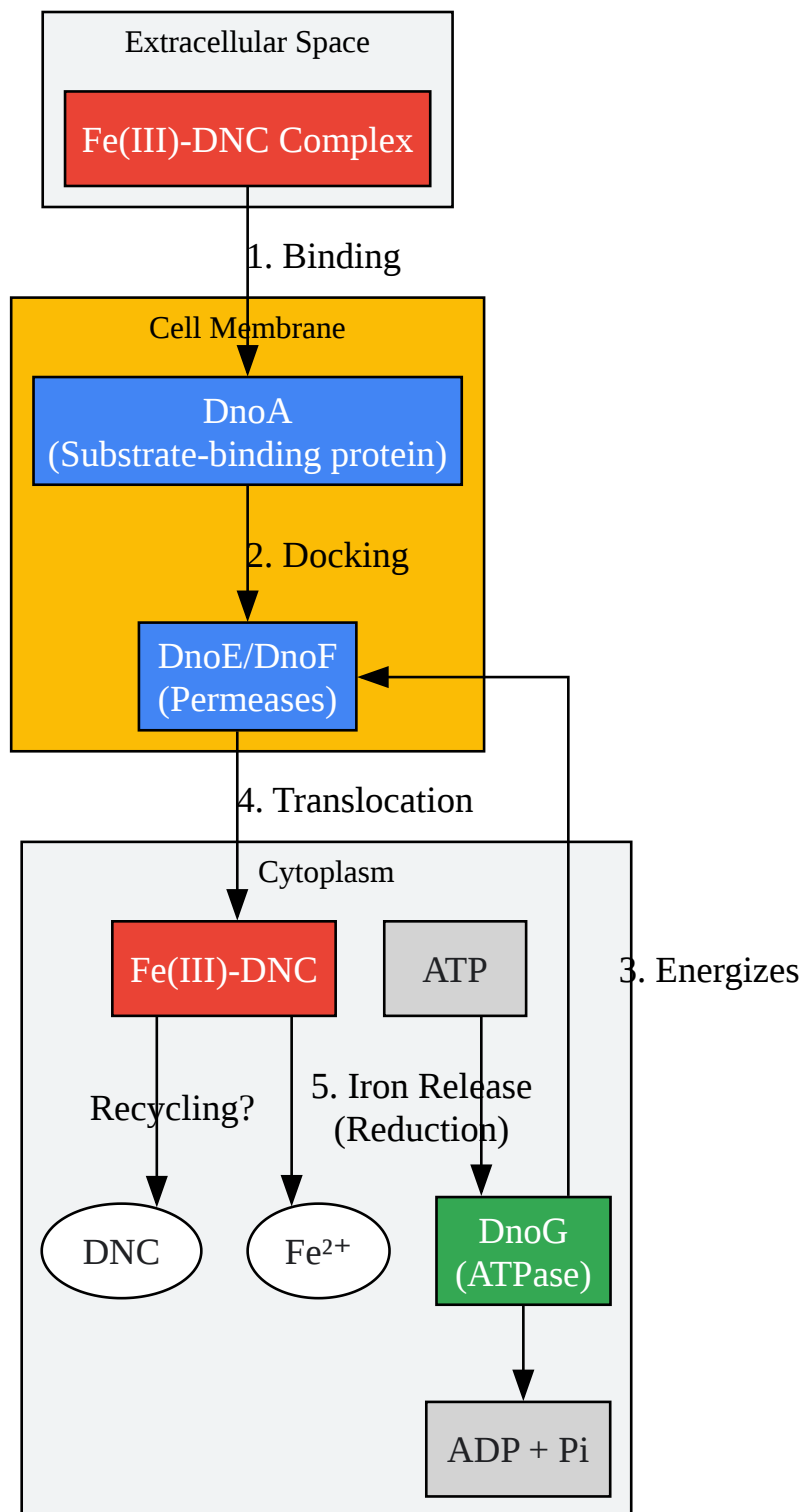 Extracellular Space
Fe(III)-DNC Complex
1. Binding
Cell Membrane
DnoA
(Substrate-binding protein)
2. Docking
DnoE/DnoF
(Permeases)
4. Translocation
Cytoplasm
Fe(III)-DNC
ATP
3. Energizes
Recycling?
5. Iron Release
(Reduction)
DNC
Fe²⁺
DnoG
(ATPase)
ADP + Pi